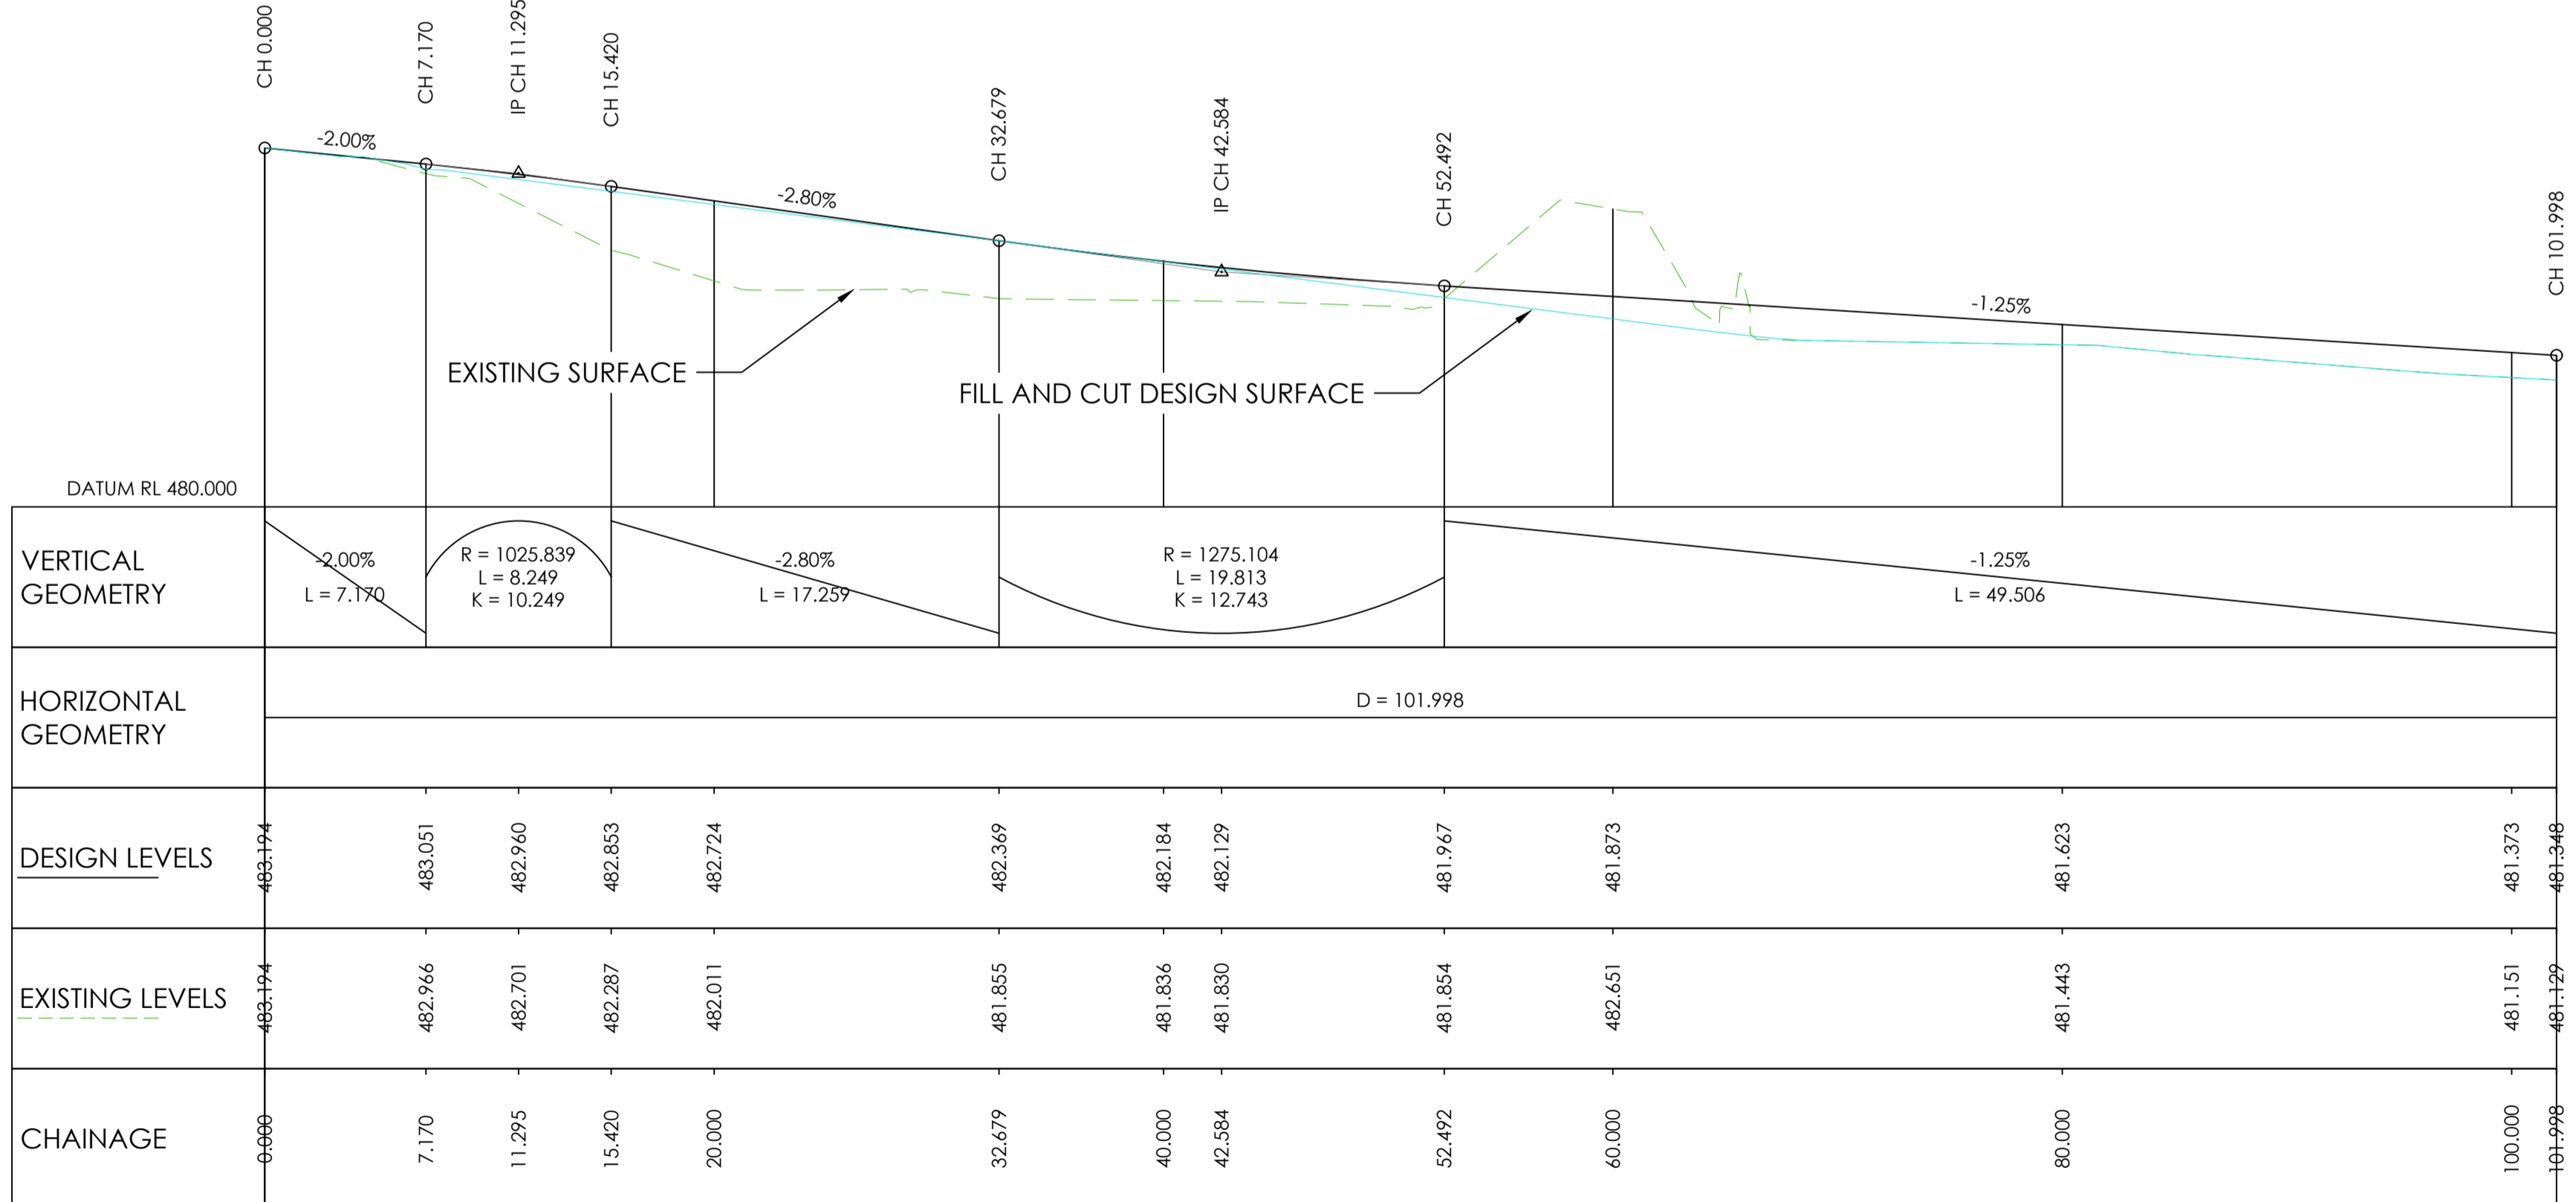 CH 0.000
CH 7.170
IP CH 11.295
CH 15.420
CH 32.679
IP CH 42.584
CH 52.492
CH 101.998
-2.00%
-2.80%
-1.25%
EXISTING SURFACE
FILL AND CUT DESIGN SURFACE
DATUM RL 480.000
VERTICAL
GEOMETRY
-2.00%
L = 7.170
R = 1025.839
L = 8.249
K = 10.249
-2.80%
L = 17.259
R = 1275.104
L = 19.813
K = 12.743
-1.25%
L = 49.506
HORIZONTAL
GEOMETRY
D = 101.998
DESIGN LEVELS
483.194
483.051
482.960
482.853
482.724
482.369
482.184
482.129
481.967
481.873
481.623
481.373
481.348
EXISTING LEVELS
483.194
482.966
482.701
482.287
482.011
481.855
481.836
481.830
481.854
482.651
481.443
481.151
481.129
CHAINAGE
0.000
7.170
11.295
15.420
20.000
32.679
40.000
42.584
52.492
60.000
80.000
100.000
101.998